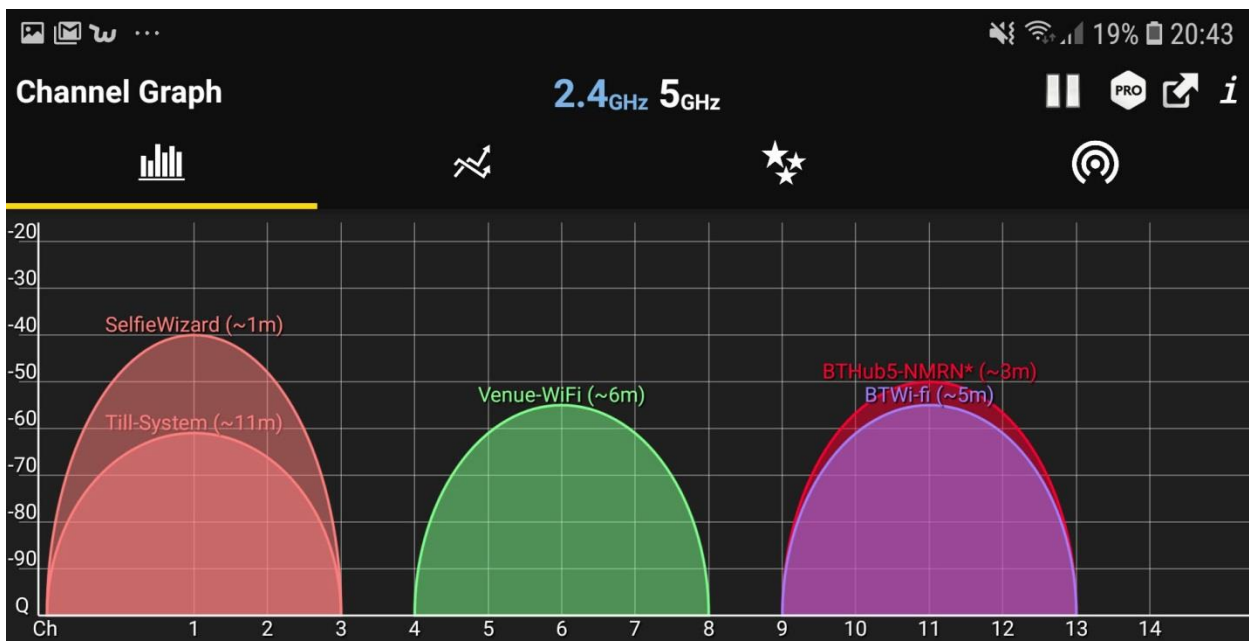 19% 20:43
Channel Graph 2.4GHz 5GHz PRO i
-20
-30
-40
SelfieWizard (~1m)
-50
BTHub5-NMRN* (~3m)
Venue-WiFi (~6m) BTWi-fi (~5m)
-60
Till-System (~11m)
-70
-80
-90
Q
Ch 1 2 3 4 5 6 7 8 9 10 11 12 13 14